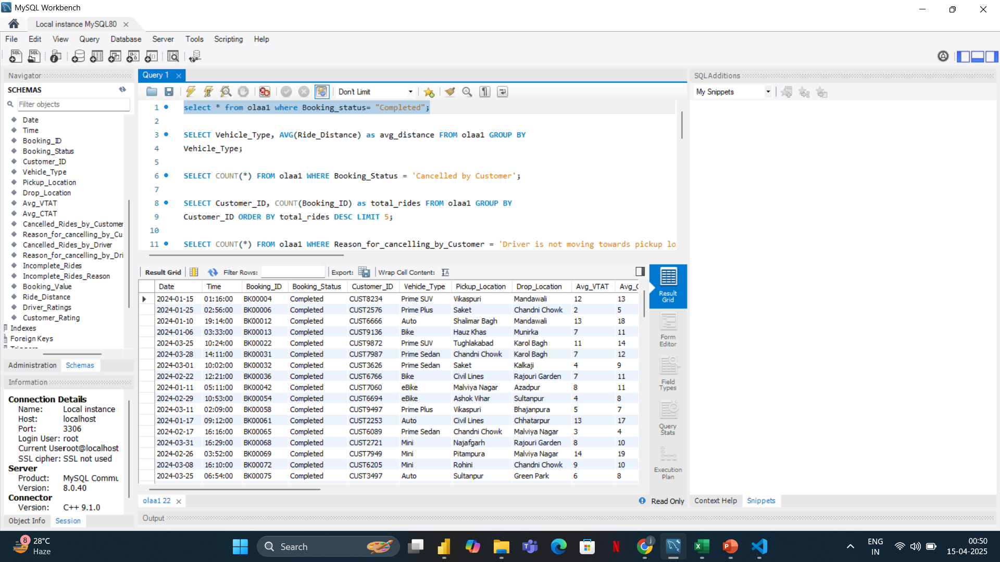 MySQL Workbench
Local instance MySQL80
File Edit View Query Database Server Tools Scripting Help
Navigator
SCHEMAS
Filter objects
Date
Time
Booking_ID
Booking_Status
Customer_ID
Vehicle_Type
Pickup_Location
Drop_Location
Avg_VTAT
Avg_CTAT
Cancelled_Rides_by_Customer
Reason_for_cancelling_by_Cu
Cancelled_Rides_by_Driver
Reason_for_cancelling_by_Dri
Incomplete_Rides
Incomplete_Rides_Reason
Booking_Value
Ride_Distance
Driver_Ratings
Customer_Rating
Indexes
Foreign Keys
Triggers
Administration Schemas
Information
Connection Details
Name: Local instance
Host: localhost
Port: 3306
Login User: root
Current User root@localhost
SSL cipher: SSL not used
Server
Product: MySQL Commu
Version: 8.0.40
Connector
Version: C++ 9.1.0
Object Info Session
Query 1
Don't Limit
1 select * from olaa1 where Booking_status= "Completed";
2
3 SELECT Vehicle_Type, AVG(Ride_Distance) as avg_distance FROM olaa1 GROUP BY
4 Vehicle_Type;
5
6 SELECT COUNT(*) FROM olaa1 WHERE Booking_Status = 'Cancelled by Customer';
7
8 SELECT Customer_ID, COUNT(Booking_ID) as total_rides FROM olaa1 GROUP BY
9 Customer_ID ORDER BY total_rides DESC LIMIT 5;
10
11 SELECT COUNT(*) FROM olaa1 WHERE Reason_for_cancelling_by_Customer = 'Driver is not moving towards pickup lo
Result Grid Filter Rows: Export: Wrap Cell Content:
Date Time Booking_ID Booking_Status Customer_ID Vehicle_Type Pickup_Location Drop_Location Avg_VTAT Avg_C
2024-01-15 01:16:00 BK00004 Completed CUST8234 Prime SUV Vikaspuri Mandawali 12 13
2024-01-25 02:56:00 BK00006 Completed CUST2576 Prime Plus Saket Chandni Chowk 2 5
2024-01-10 19:14:00 BK00012 Completed CUST6666 Auto Shalimar Bagh Mandawali 13 18
2024-01-06 03:33:00 BK00013 Completed CUST9136 Bike Hauz Khas Munirka 7 11
2024-03-25 10:24:00 BK00022 Completed CUST9872 Prime SUV Tughlakabad Karol Bagh 11 14
2024-03-28 14:11:00 BK00031 Completed CUST7987 Prime Sedan Chandni Chowk Karol Bagh 7 12
2024-03-01 10:02:00 BK00032 Completed CUST3626 Prime Sedan Saket Kalkaji 4 9
2024-02-22 12:21:00 BK00036 Completed CUST6766 Bike Civil Lines Rajouri Garden 7 11
2024-01-11 05:11:00 BK00042 Completed CUST7060 eBike Malviya Nagar Azadpur 8 11
2024-02-29 10:53:00 BK00054 Completed CUST6694 eBike Ashok Vihar Sultanpur 4 8
2024-03-11 02:09:00 BK00058 Completed CUST9497 Prime Plus Vikaspuri Bhajanpura 5 7
2024-01-17 09:12:00 BK00061 Completed CUST2253 Auto Civil Lines Chhatarpur 13 17
2024-02-17 16:16:00 BK00065 Completed CUST6089 Prime Sedan Chandni Chowk Malviya Nagar 3 4
2024-03-31 16:29:00 BK00068 Completed CUST2721 Mini Najafgarh Rajouri Garden 8 10
2024-02-26 03:52:00 BK00069 Completed CUST7949 Mini Pitampura Malviya Nagar 14 19
2024-03-08 16:10:00 BK00072 Completed CUST6205 Mini Rohini Chandni Chowk 9 10
2024-03-25 06:54:00 BK00075 Completed CUST3497 Auto Sultanpur Green Park 6 8
Result
Grid
Form
Editor
Field
Types
Query
Stats
Execution
Plan
olaa1 22
Read Only
Output
SQLAdditions
My Snippets
Context Help Snippets
8
28°C
Haze
Search
ENG
IN
00:50
15-04-2025